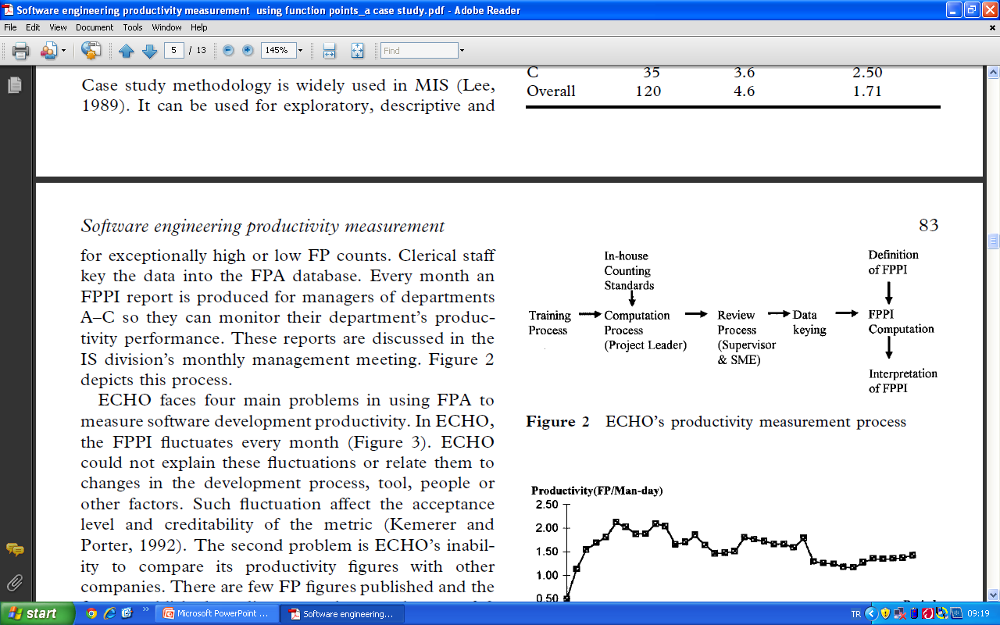 Software engineering productivity measurement using function points_a case study.pdf - Adobe Reader
File Edit View Document Tools Window Help
5 / 13 145% Find
Case study methodology is widely used in MIS (Lee,
1989). It can be used for exploratory, descriptive and
C 35 3.6 2.50
Overall 120 4.6 1.71
Software engineering productivity measurement 83
for exceptionally high or low FP counts. Clerical staff
key the data into the FPA database. Every month an
FPPI report is produced for managers of departments
A–C so they can monitor their department's produc-
tivity performance. These reports are discussed in the
IS division's monthly management meeting. Figure 2
depicts this process.
ECHO faces four main problems in using FPA to
measure software development productivity. In ECHO,
the FPPI fluctuates every month (Figure 3). ECHO
could not explain these fluctuations or relate them to
changes in the development process, tool, people or
other factors. Such fluctuation affect the acceptance
level and creditability of the metric (Kemerer and
Porter, 1992). The second problem is ECHO's inabil-
ity to compare its productivity figures with other
companies. There are few FP figures published and the
In-house
Counting
Standards
Definition
of FPPI
Training
Process
Computation
Process
(Project Leader)
Review
Process
(Supervisor
& SME)
Data
keying
FPPI
Computation
Interpretation
of FPPI
Figure 2 ECHO's productivity measurement process
Productivity(FP/Man-day)
2.50
2.00
1.50
1.00
0.50
start
Microsoft PowerPoint ...
Software engineering...
TR
09:19